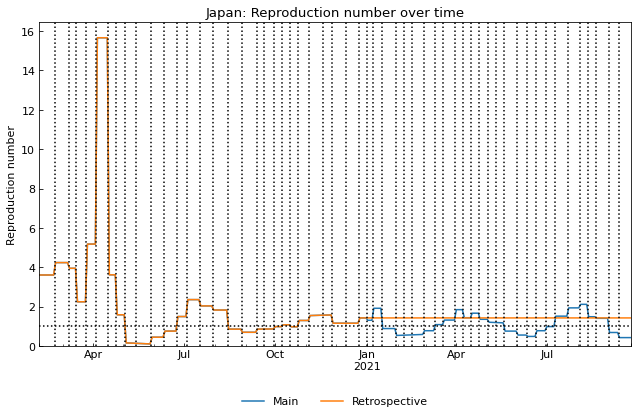 Japan: Reproduction number over time
Reproduction number
16
14
12
10
8
6
4
2
0
Apr
Jul
Oct
Jan
2021
Apr
Jul
Main
Retrospective